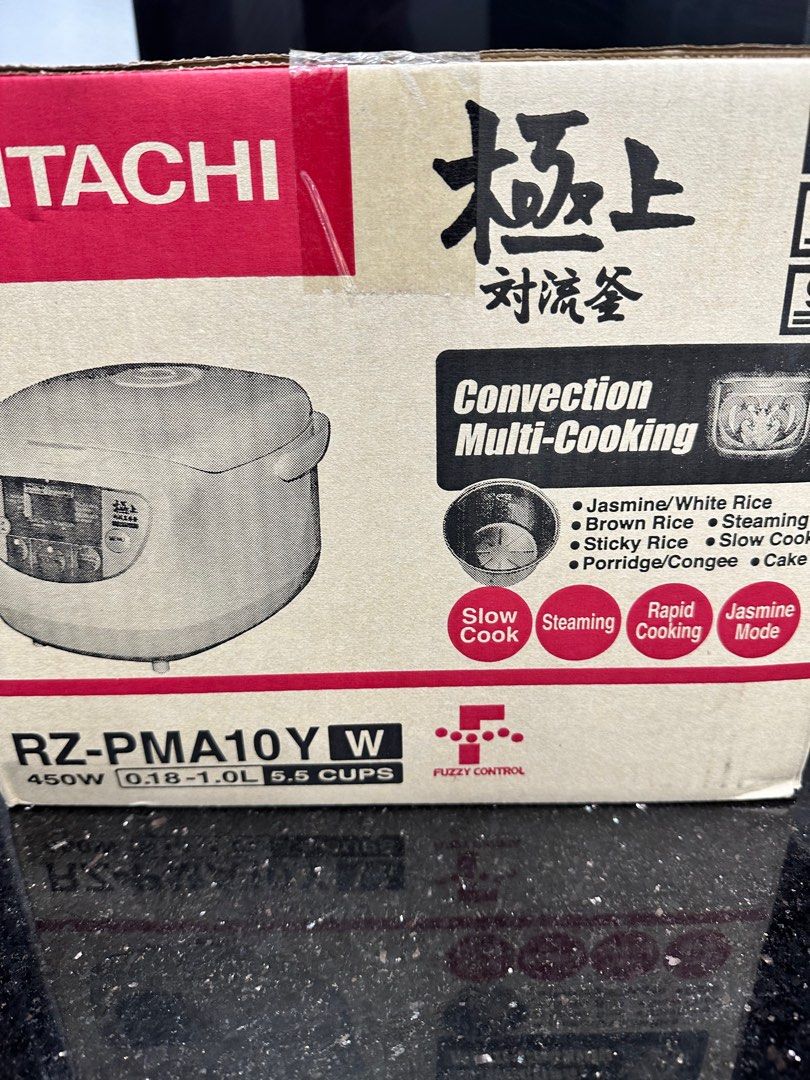 ITACHI
極上
対流釜
Convection
Multi-Cooking
• Jasmine/White Rice
• Brown Rice • Steaming
• Sticky Rice • Slow Cook
• Porridge/Congee • Cake
Slow
Cook
Steaming
Rapid
Cooking
Jasmine
Mode
極上
RZ-PMA10Y W
450W 0.18-1.0L 5.5 CUPS
FUZZY CONTROL